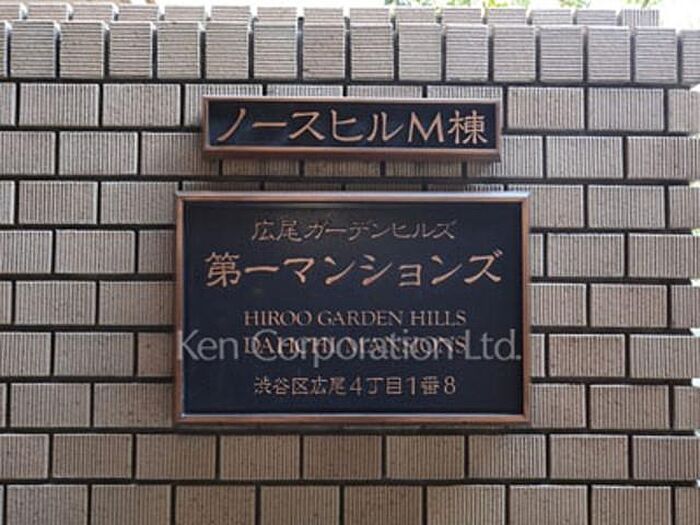 ノースヒルM棟
広尾ガーデンヒルズ
第一マンションズ
HIROO GARDEN HILLS
DAIICHI MANSIONS
Ken Corporation Ltd.
渋谷区広尾4丁目1番8